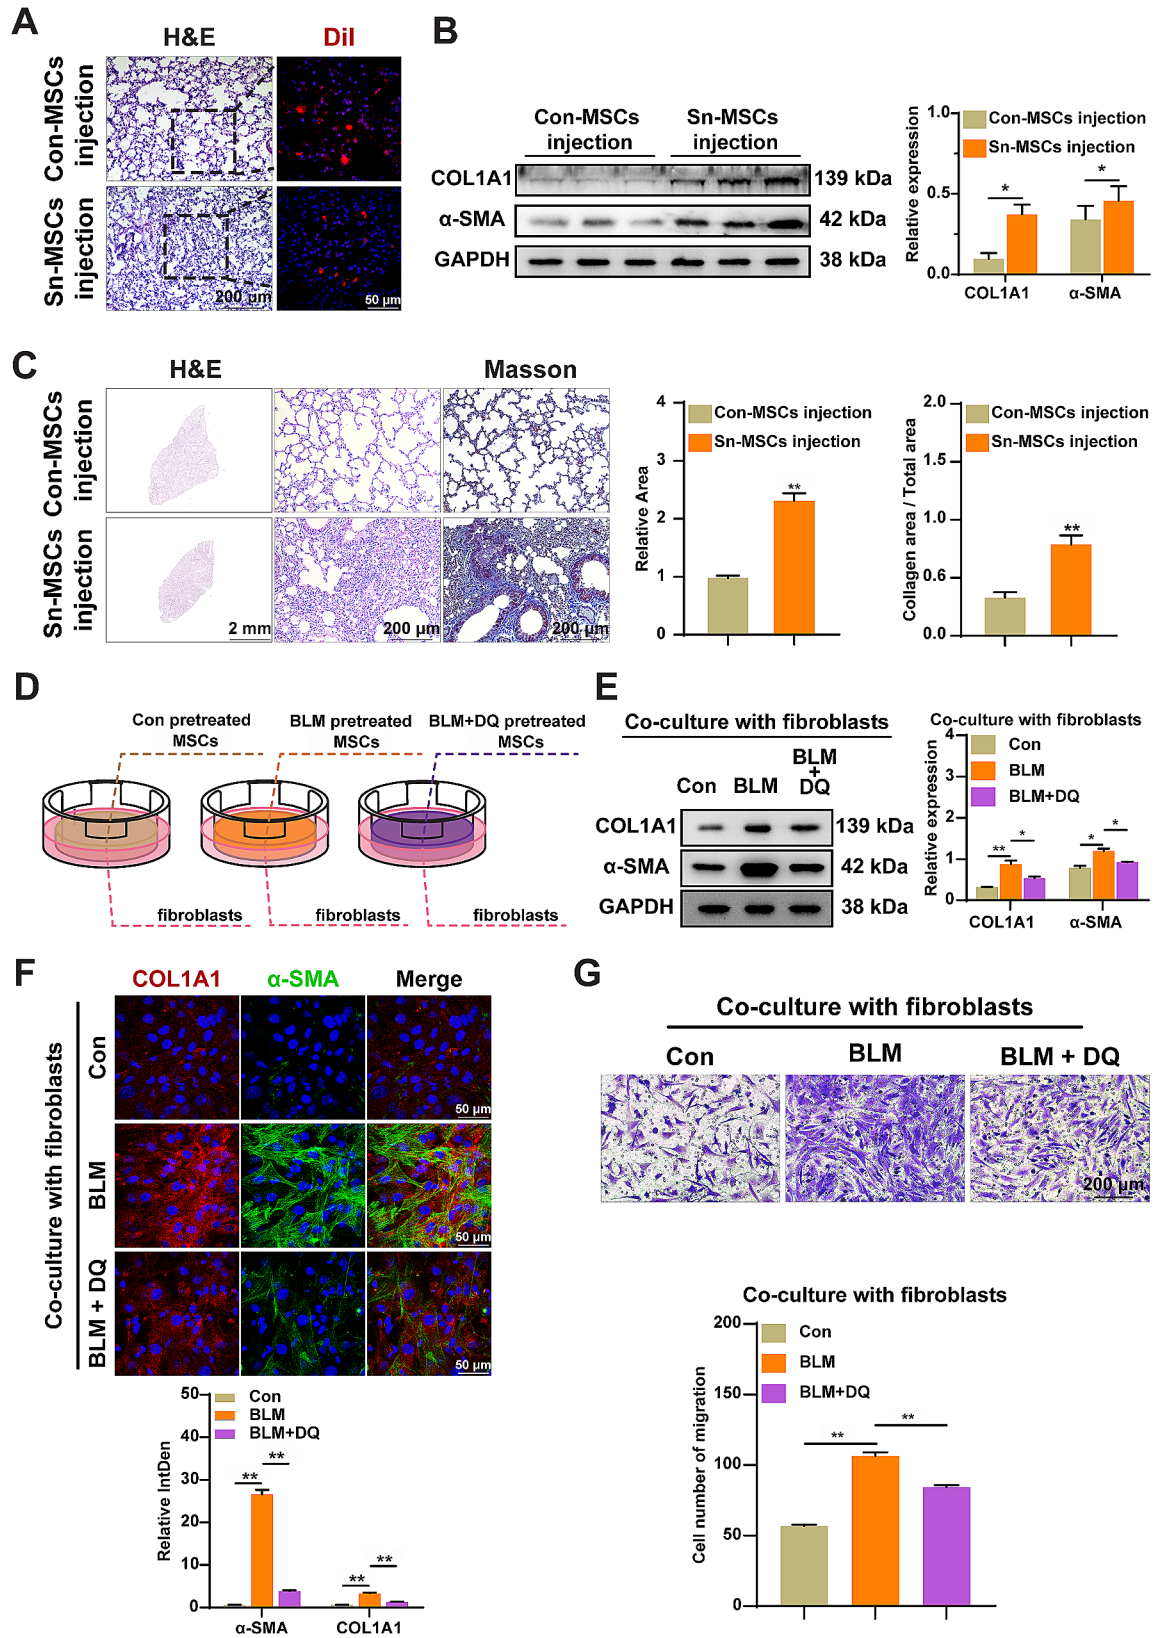 A
H&E
DiI
Con-MSCs
injection
Sn-MSCs
injection
200 μm
50 μm
B
Con-MSCs
injection
Sn-MSCs
injection
COL1A1
139 kDa
α-SMA
42 kDa
GAPDH
38 kDa
Relative expression
1.0
0.5
0.0
Con-MSCs injection
Sn-MSCs injection
*
*
COL1A1
α-SMA
C
H&E
Masson
Con-MSCs
injection
Sn-MSCs
injection
2 mm
200 μm
200 μm
Relative Area
4
3
2
1
0
Con-MSCs injection
Sn-MSCs injection
**
Collagen area / Total area
2.0
1.5
1.0
0.6
0.0
Con-MSCs injection
Sn-MSCs injection
**
D
Con pretreated
MSCs
BLM pretreated
MSCs
BLM+DQ pretreated
MSCs
fibroblasts
fibroblasts
fibroblasts
E
Co-culture with fibroblasts
Con
BLM
BLM
+
DQ
COL1A1
139 kDa
α-SMA
42 kDa
GAPDH
38 kDa
Co-culture with fibroblasts
Relative expression
4
3
2
1
0
Con
BLM
BLM+DQ
**
*
*
*
COL1A1
α-SMA
F
COL1A1
α-SMA
Merge
Co-culture with fibroblasts
Con
BLM
BLM + DQ
50 μm
50 μm
50 μm
Relative IntDen
50
40
30
20
10
0
Con
BLM
BLM+DQ
**
**
**
**
α-SMA
COL1A1
G
Co-culture with fibroblasts
Con
BLM
BLM + DQ
200 μm
Co-culture with fibroblasts
Cell number of migration
200
150
100
50
0
Con
BLM
BLM+DQ
**
**